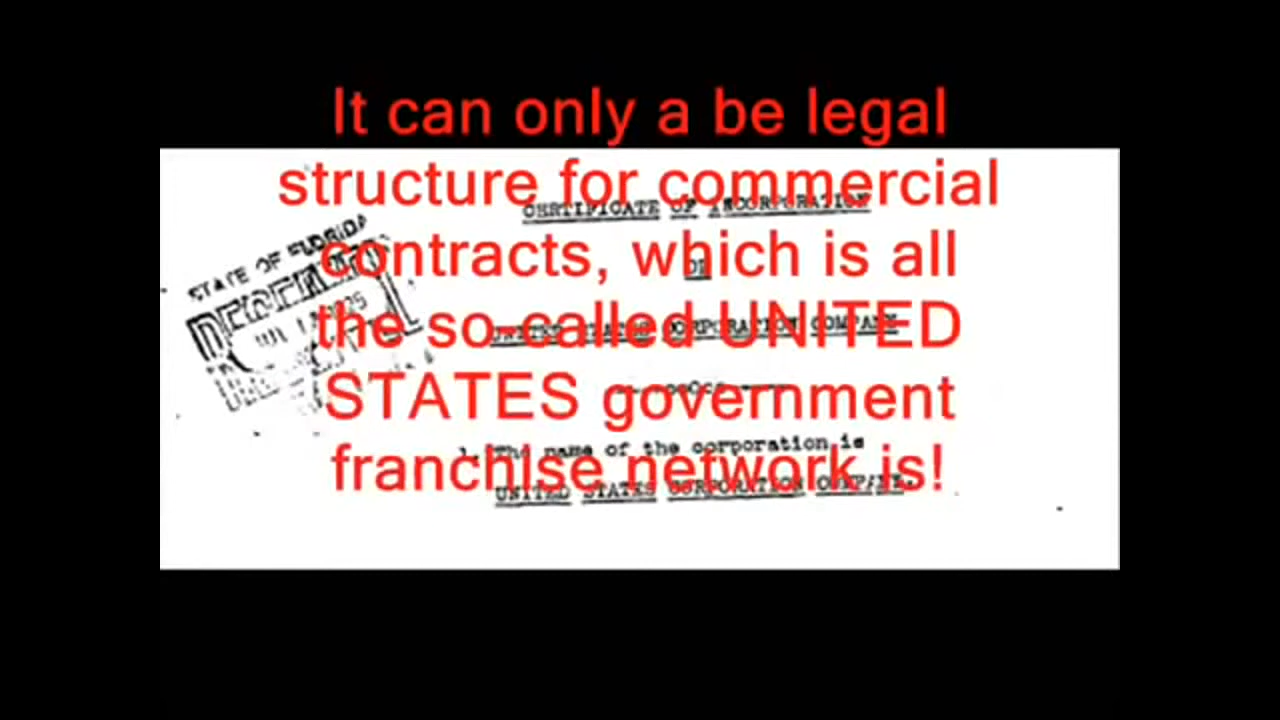 It can only a be legal
structure for commercial
CERTIFICATE OF INCORPORATION
contracts, which is all
OF
STATE OF FLORIDA
the so-called UNITED
UNITED STATES CORPORATION COMPANY
STATES government
1. The name of the corporation is
franchise network is!
UNITED STATES CORPORATION COMPANY.